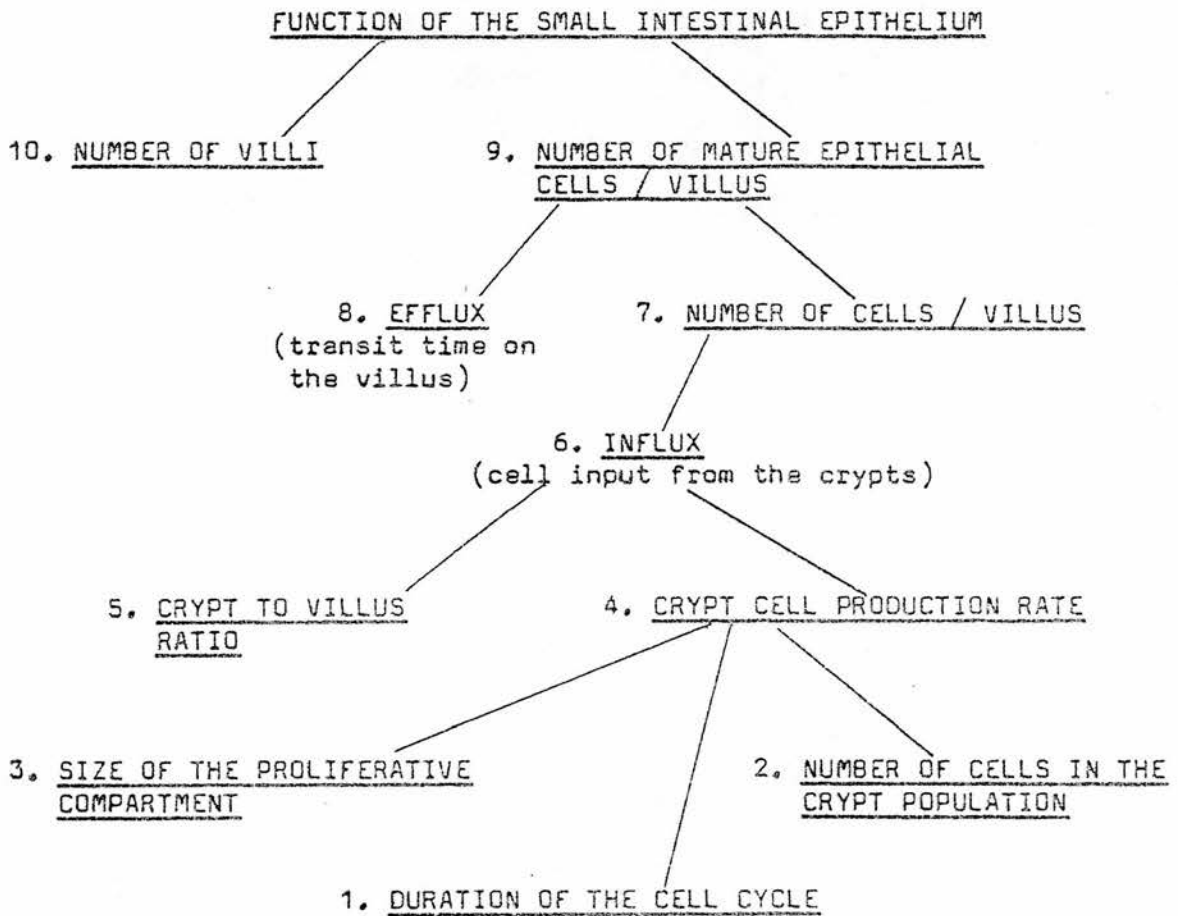 FUNCTION OF THE SMALL INTESTINAL EPITHELIUM
10. NUMBER OF VILLI
9. NUMBER OF MATURE EPITHELIAL
CELLS / VILLUS
8. EFFLUX
(transit time on
the villus)
7. NUMBER OF CELLS / VILLUS
6. INFLUX
(cell input from the crypts)
5. CRYPT TO VILLUS
RATIO
4. CRYPT CELL PRODUCTION RATE
3. SIZE OF THE PROLIFERATIVE
COMPARTMENT
2. NUMBER OF CELLS IN THE
CRYPT POPULATION
1. DURATION OF THE CELL CYCLE